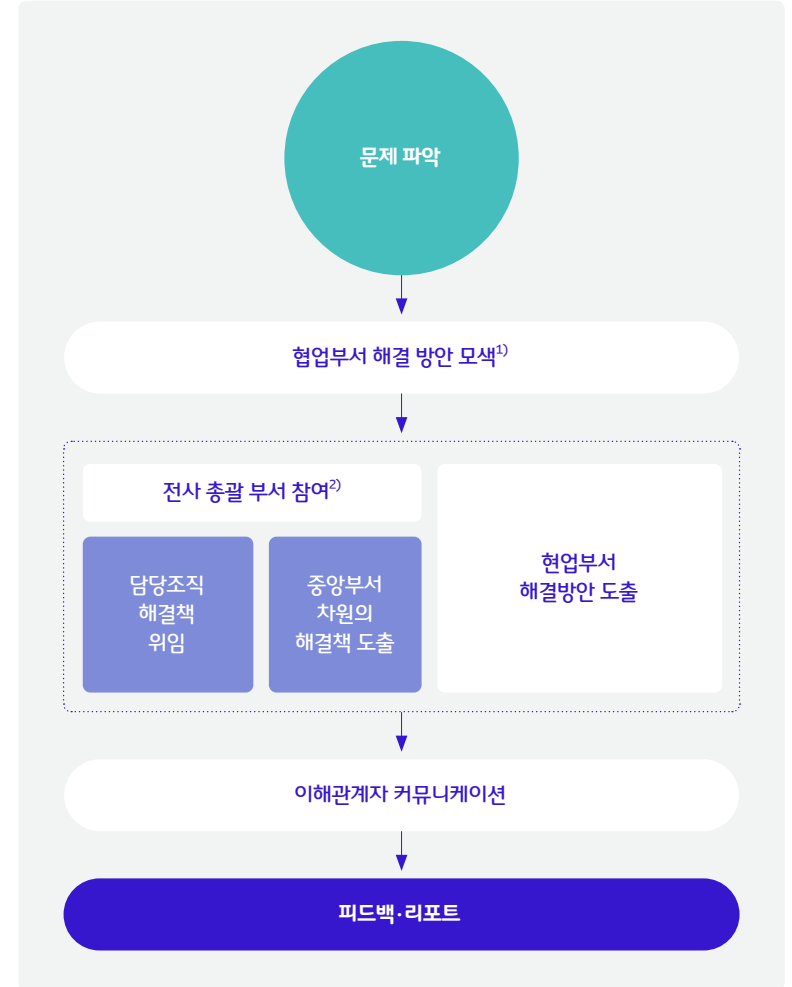 문제 파악
협업부서 해결 방안 모색1)
전사 총괄 부서 참여2)
담당조직
해결책
위임
중앙부서
차원의
해결책 도출
현업부서
해결방안 도출
이해관계자 커뮤니케이션
피드백·리포트